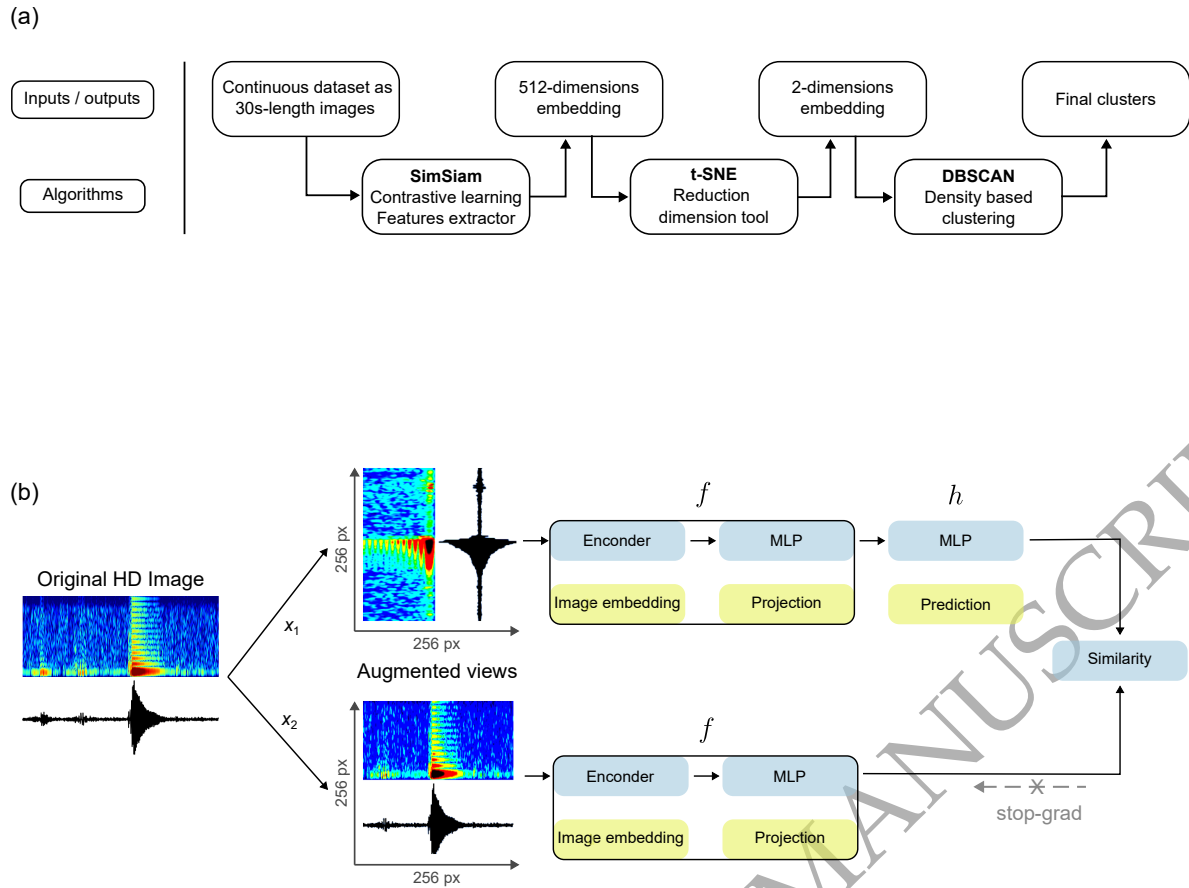 (a)
Inputs / outputs
Continuous dataset as
30s-length images
512-dimensions
embedding
2-dimensions
embedding
Final clusters
Algorithms
SimSiam
Contrastive learning
Features extractor
t-SNE
Reduction
dimension tool
DBSCAN
Density based
clustering
(b)
Original HD Image
x1
x2
256 px
256 px
Augmented views
256 px
256 px
f
h
Enconder
MLP
MLP
Image embedding
Projection
Prediction
Similarity
f
Enconder
MLP
Image embedding
Projection
stop-grad
MANUSCRI